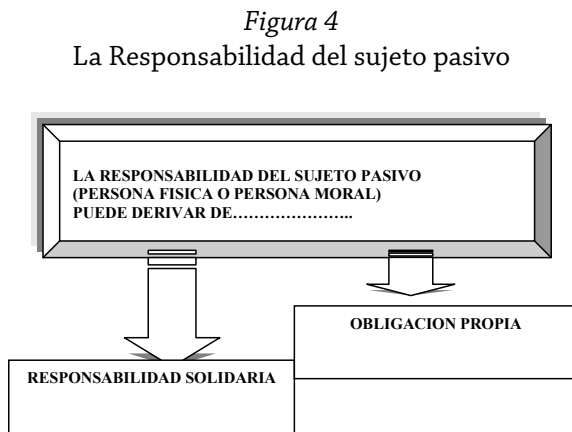 Figura 4
La Responsabilidad del sujeto pasivo
LA RESPONSABILIDAD DEL SUJETO PASIVO
(PERSONA FISICA O PERSONA MORAL)
PUEDE DERIVAR DE…………………..
OBLIGACION PROPIA
RESPONSABILIDAD SOLIDARIA